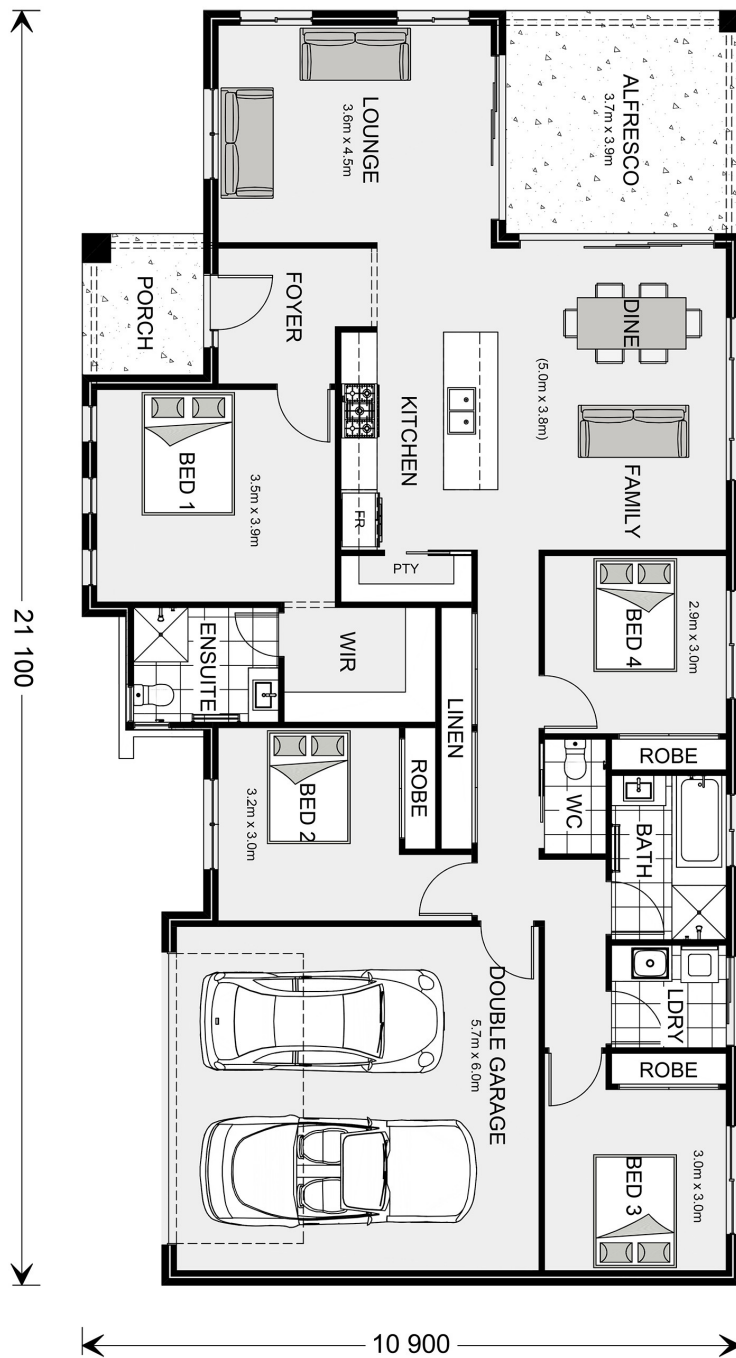 ALFRESCO
3.7m x 3.9m
LOUNGE
3.6m x 4.5m
PORCH
FOYER
DINE
(5.0m x 3.8m)
KITCHEN
FAMILY
BED 1
3.5m x 3.9m
FR
PTY
BED 4
2.9m x 3.0m
ENSUITE
WIR
LINEN
ROBE
21 100
BED 2
3.2m x 3.0m
ROBE
WC
BATH
LDRY
DOUBLE GARAGE
5.7m x 6.0m
ROBE
BED 3
3.0m x 3.0m
10 900